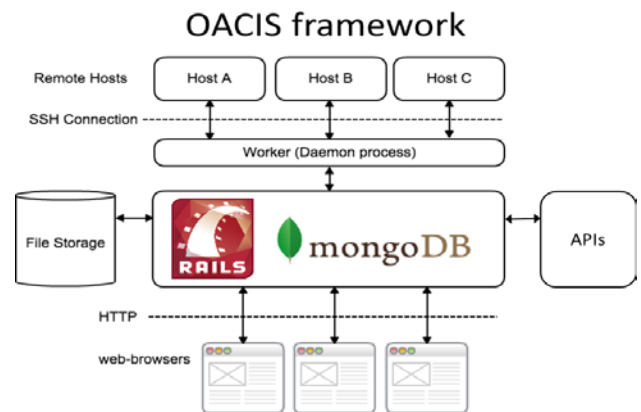 OACIS framework
Remote Hosts
Host A
Host B
Host C
SSH Connection
Worker (Daemon process)
File Storage
RAILS
mongoDB
APIs
HTTP
web-browsers